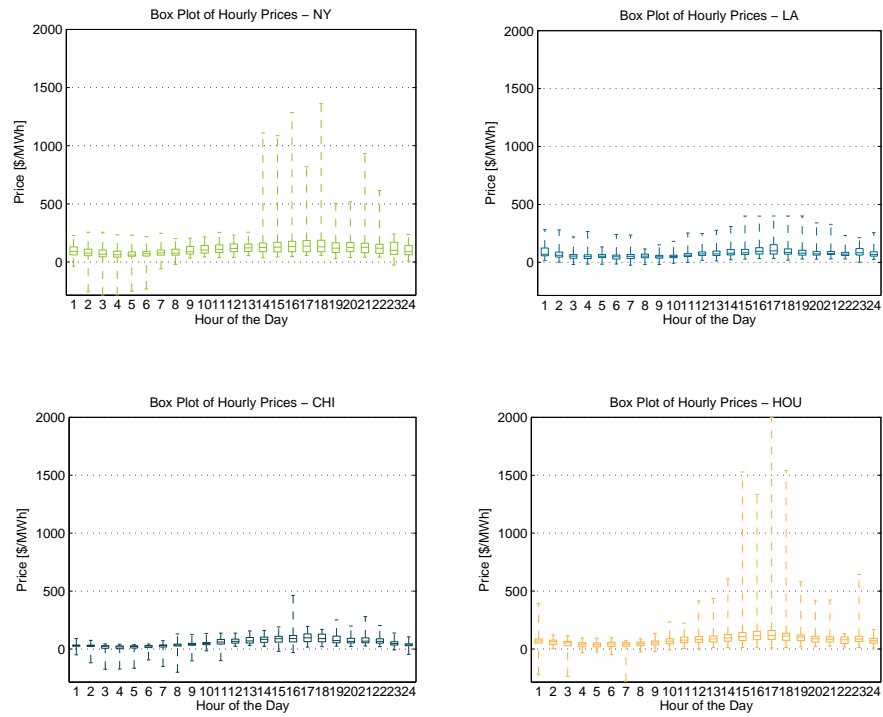 Box Plot of Hourly Prices – NY
2000
1500
1000
500
0
Price [$/MWh]
1 2 3 4 5 6 7 8 9 10 11 12 13 14 15 16 17 18 19 20 21 22 23 24
Hour of the Day
Box Plot of Hourly Prices – LA
2000
1500
1000
500
0
Price [$/MWh]
1 2 3 4 5 6 7 8 9 10 11 12 13 14 15 16 17 18 19 20 21 22 23 24
Hour of the Day
Box Plot of Hourly Prices – CHI
2000
1500
1000
500
0
Price [$/MWh]
1 2 3 4 5 6 7 8 9 10 11 12 13 14 15 16 17 18 19 20 21 22 23 24
Hour of the Day
Box Plot of Hourly Prices – HOU
2000
1500
1000
500
0
Price [$/MWh]
1 2 3 4 5 6 7 8 9 10 11 12 13 14 15 16 17 18 19 20 21 22 23 24
Hour of the Day